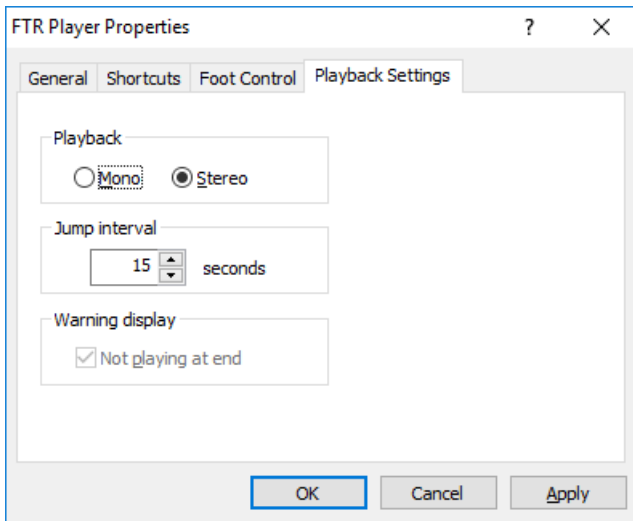 FTR Player Properties ?
General Shortcuts Foot Control Playback Settings
Playback
Mono Stereo
Jump interval
15 seconds
Warning display
Not playing at end
OK Cancel Apply